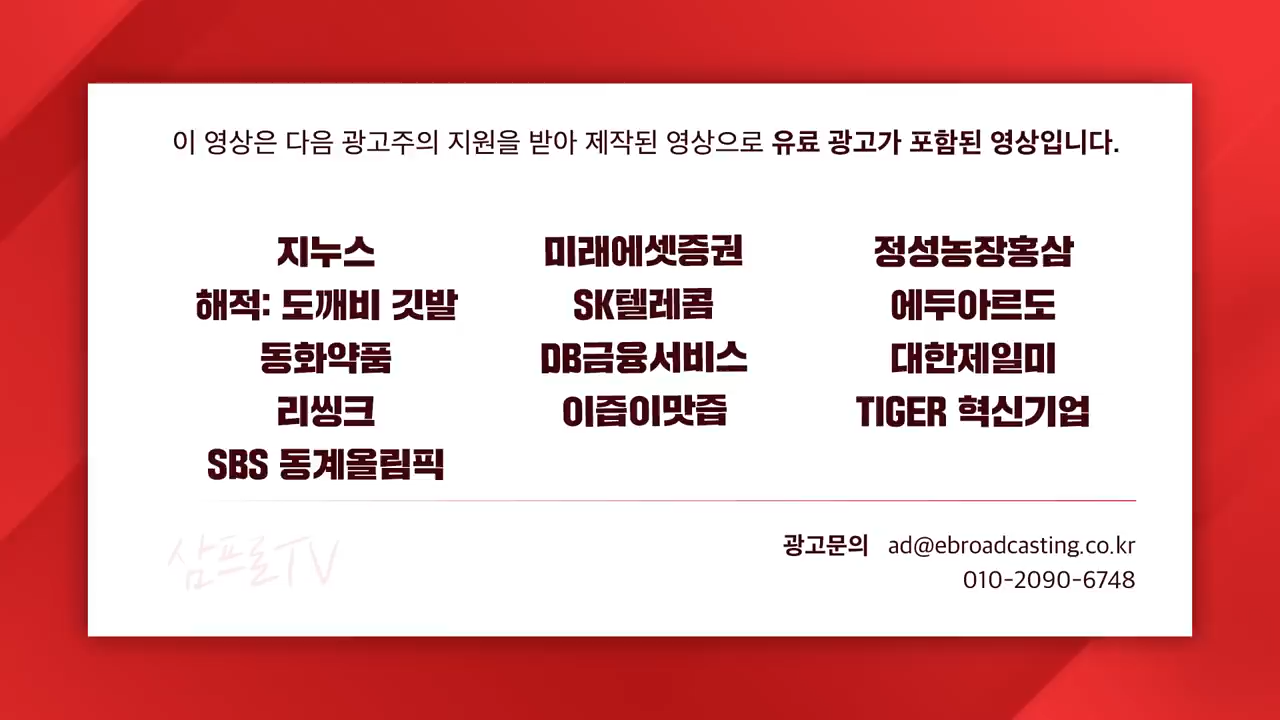 이 영상은 다음 광고주의 지원을 받아 제작된 영상으로 유료 광고가 포함된 영상입니다.
지누스 미래에셋증권 정성농장홍삼
해적: 도깨비 깃발 SK텔레콤 에두아르도
동화약품 DB금융서비스 대한제일미
리씽크 이즙이맛즙 TIGER 혁신기업
SBS 동계올림픽
삼프로TV
광고문의 ad@ebroadcasting.co.kr
010-2090-6748